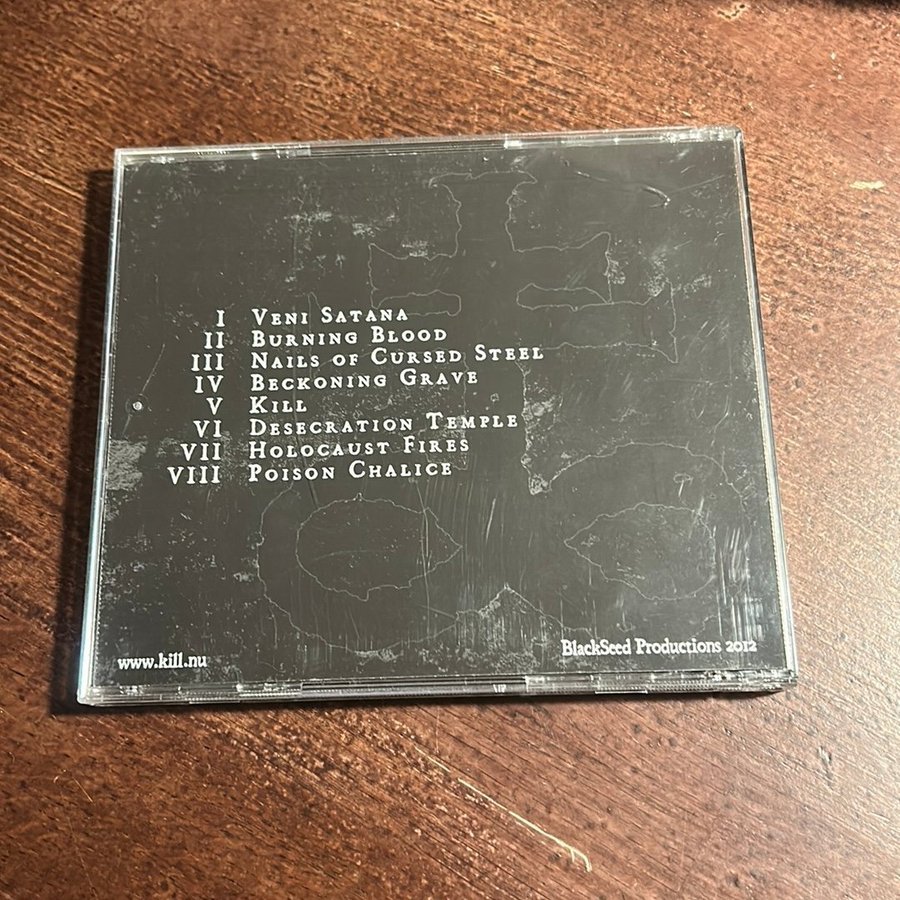 I Veni Satana
II Burning Blood
III Nails of Cursed Steel
IV Beckoning Grave
V Kill
VI Desecration Temple
VII Holocaust Fires
VIII Poison Chalice
www.kill.nu
BlackSeed Productions 2012